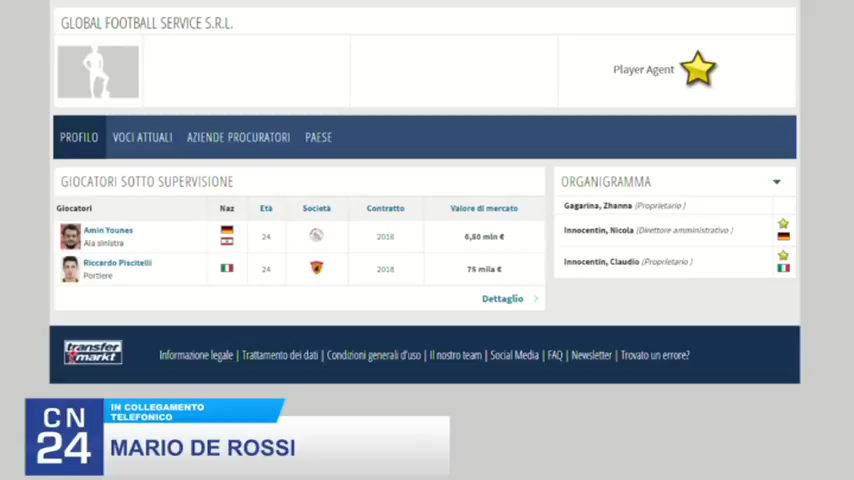 GLOBAL FOOTBALL SERVICE S.R.L.
Player Agent
PROFILO VOCI ATTUALI AZIENDE PROCURATORI PAESE
GIOCATORI SOTTO SUPERVISIONE
Giocatori Naz Età Società Contratto Valore di mercato
Amin Younes
Ala sinistra
24 2018 6,50 mln €
Riccardo Piscitelli
Portiere
24 2018 75 mila €
Dettaglio
ORGANIGRAMMA
Gagarina, Zhanna (Proprietario )
Innocentin, Nicola (Direttore amministrativo )
Innocentin, Claudio (Proprietario )
transfer
markt
Informazione legale | Trattamento dei dati | Condizioni generali d'uso | Il nostro team | Social Media | FAQ | Newsletter | Trovato un errore?
CN
24
IN COLLEGAMENTO
TELEFONICO
MARIO DE ROSSI